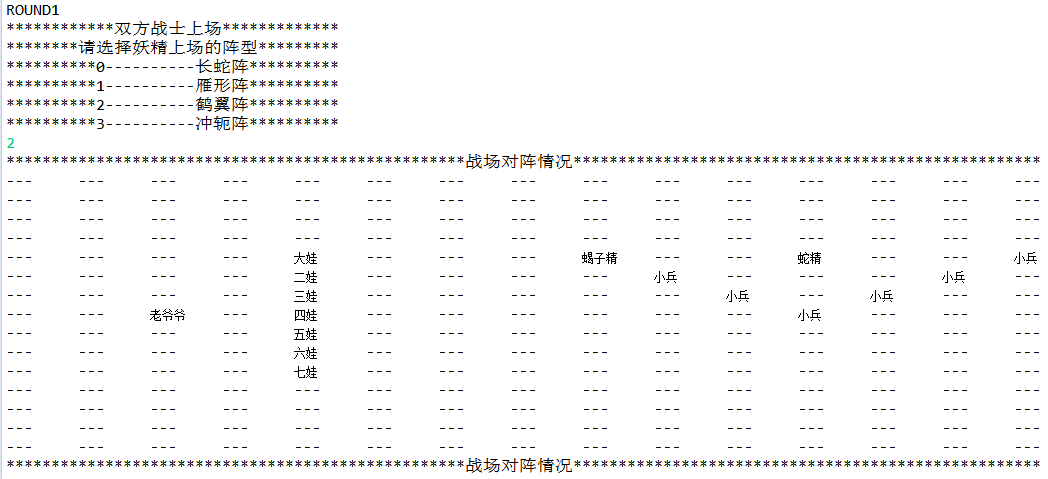 ROUND1
************双方战士上场*************
********请选择妖精上场的阵型*********
**********0----------长蛇阵**********
**********1----------雁形阵**********
**********2----------鹤翼阵**********
**********3----------冲轭阵**********
2
***************************************************战场对阵情况****************************************************
--- --- --- --- --- --- --- --- --- --- --- --- --- --- ---
--- --- --- --- --- --- --- --- --- --- --- --- --- --- ---
--- --- --- --- --- --- --- --- --- --- --- --- --- --- ---
--- --- --- --- --- --- --- --- --- --- --- --- --- --- ---
--- --- --- --- 大娃 --- --- --- 蝎子精 --- --- 蛇精 --- --- 小兵
--- --- --- --- 二娃 --- --- --- --- 小兵 --- --- --- 小兵 ---
--- --- --- --- 三娃 --- --- --- --- --- 小兵 --- 小兵 --- ---
--- --- 老爷爷 --- 四娃 --- --- --- --- --- --- 小兵 --- --- ---
--- --- --- --- 五娃 --- --- --- --- --- --- --- --- --- ---
--- --- --- --- 六娃 --- --- --- --- --- --- --- --- --- ---
--- --- --- --- 七娃 --- --- --- --- --- --- --- --- --- ---
--- --- --- --- --- --- --- --- --- --- --- --- --- --- ---
--- --- --- --- --- --- --- --- --- --- --- --- --- --- ---
--- --- --- --- --- --- --- --- --- --- --- --- --- --- ---
--- --- --- --- --- --- --- --- --- --- --- --- --- --- ---
***************************************************战场对阵情况****************************************************